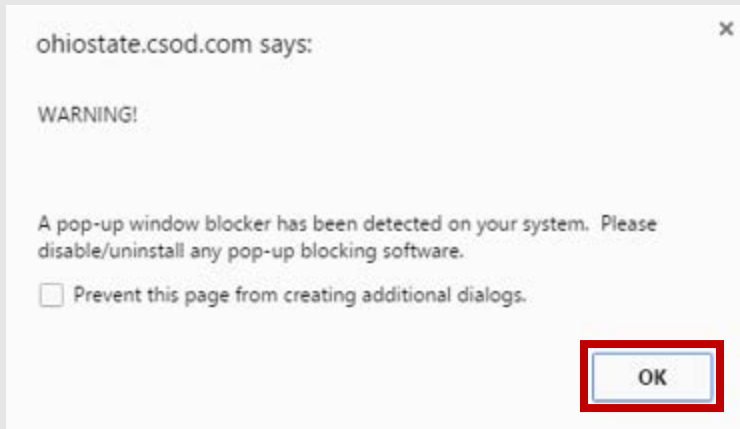 ohiostate.csod.com says:
WARNING!
A pop-up window blocker has been detected on your system.  Please
disable/uninstall any pop-up blocking software.
Prevent this page from creating additional dialogs.
OK